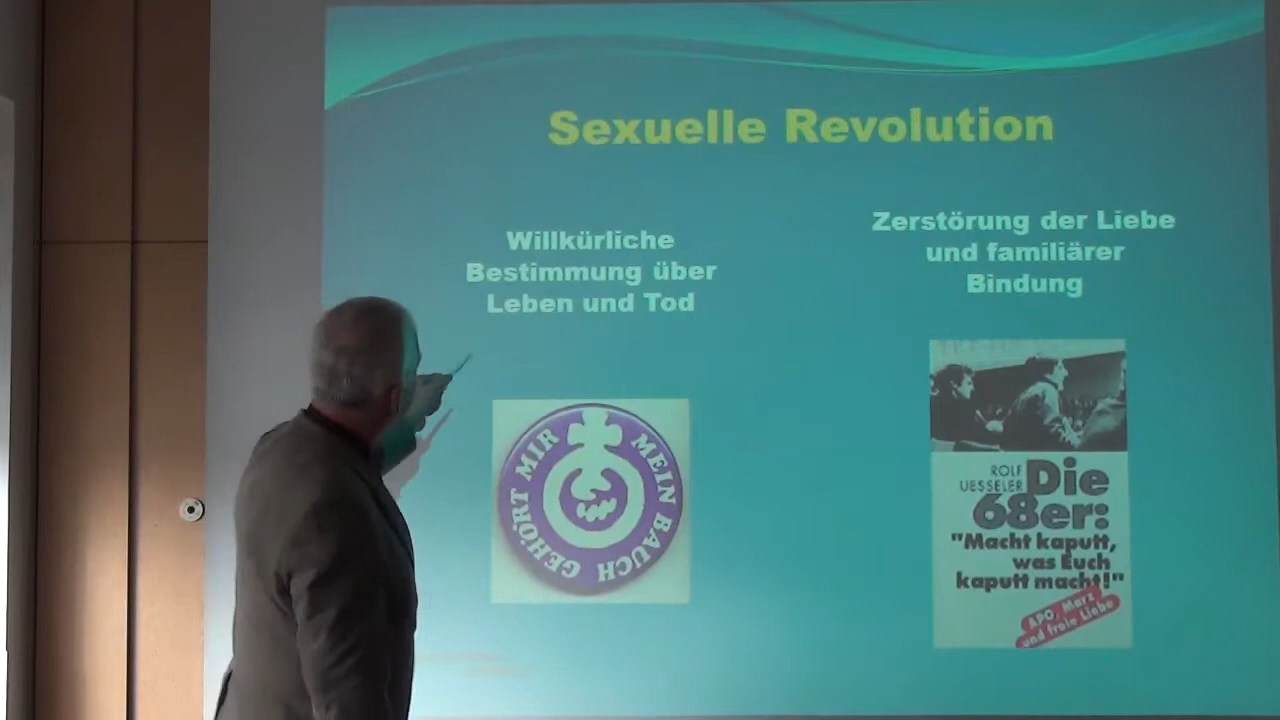 Sexuelle Revolution
Willkürliche
Bestimmung über
Leben und Tod
MEIN BAUCH GEHÖRT MIR
Zerstörung der Liebe
und familiärer
Bindung
ROLF
UESSELER
Die
68er:
"Macht kaputt,
was Euch
kaputt macht!"
APO, Marx
und freie Liebe